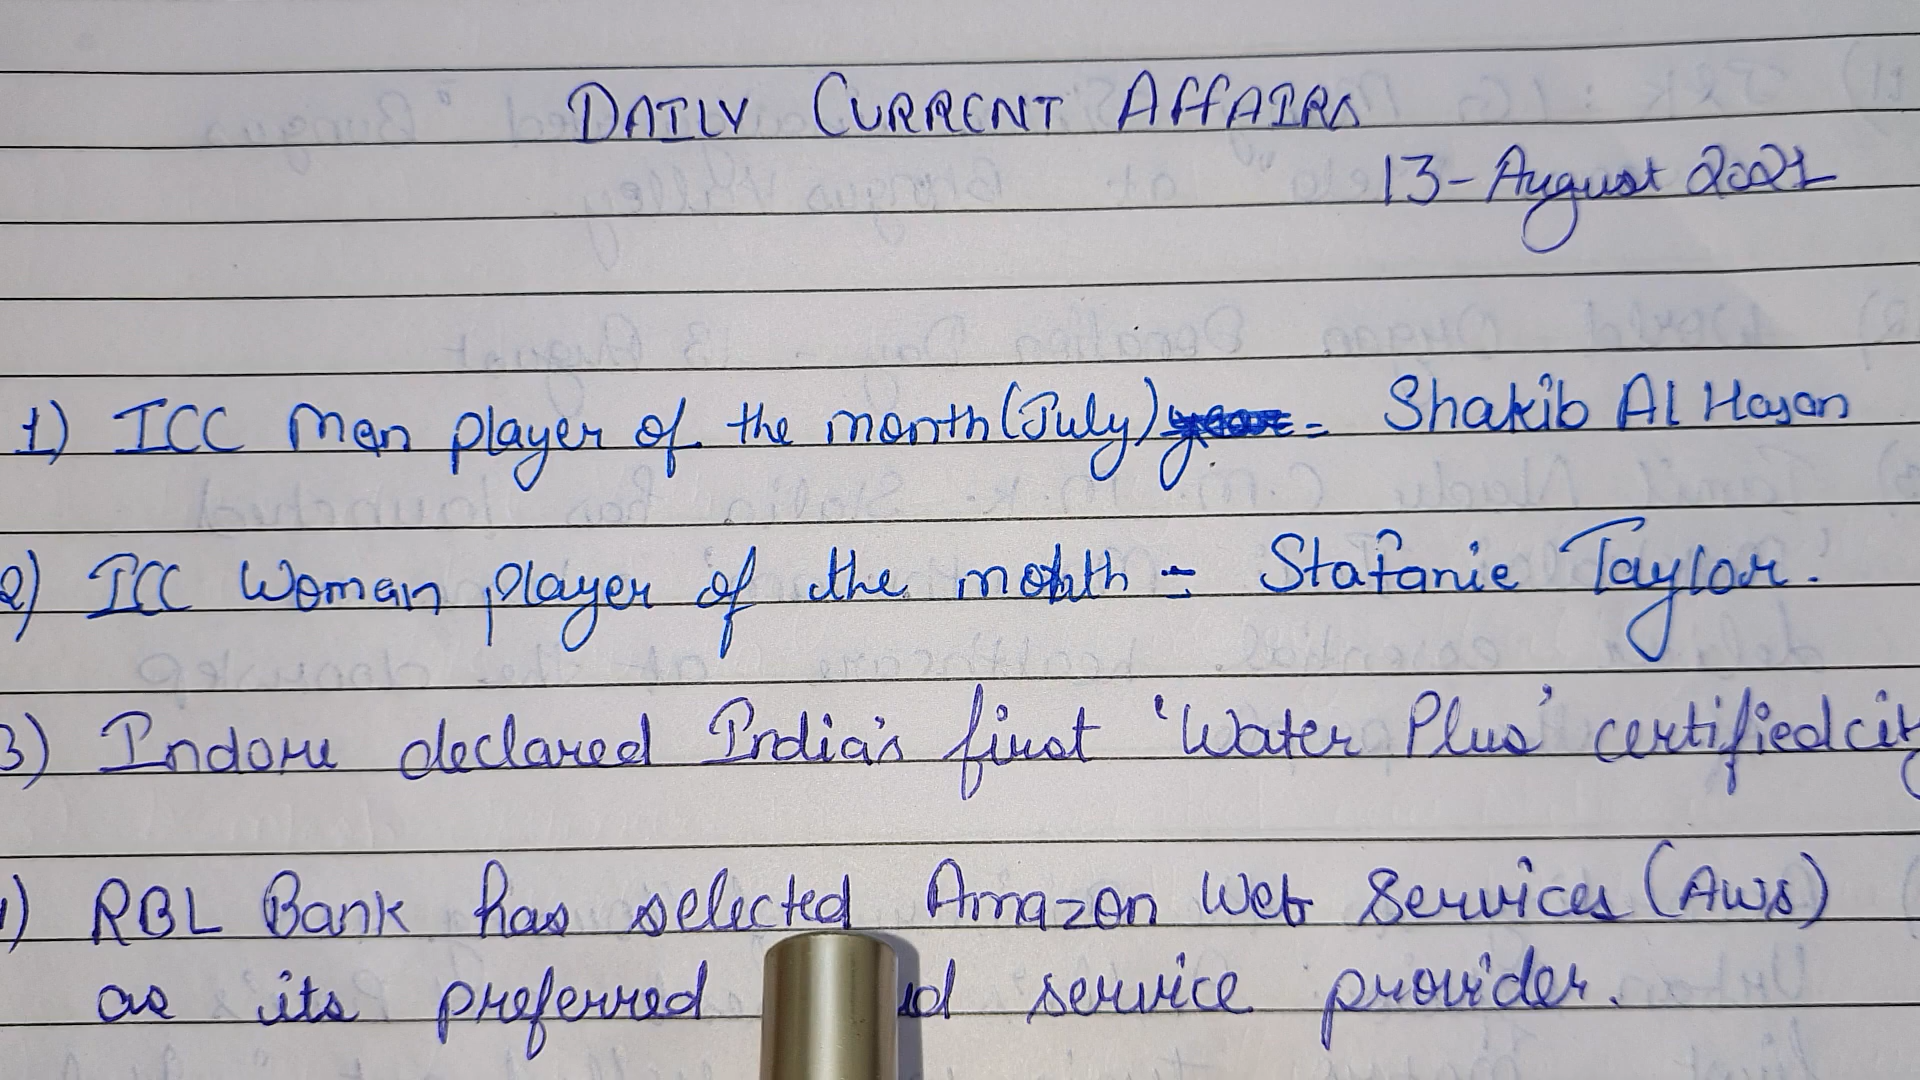 DAILY CURRENT AFFAIRS
13-August 2021
1) ICC Men player of the month (July) - Shakib Al Hasan
2) ICC Woman player of the month - Stafanie Taylor.
3) Indore declared India's first 'Water Plus' certified city
) RBL Bank has selected Amazon Web Services (AWS)
as its preferred service provider.